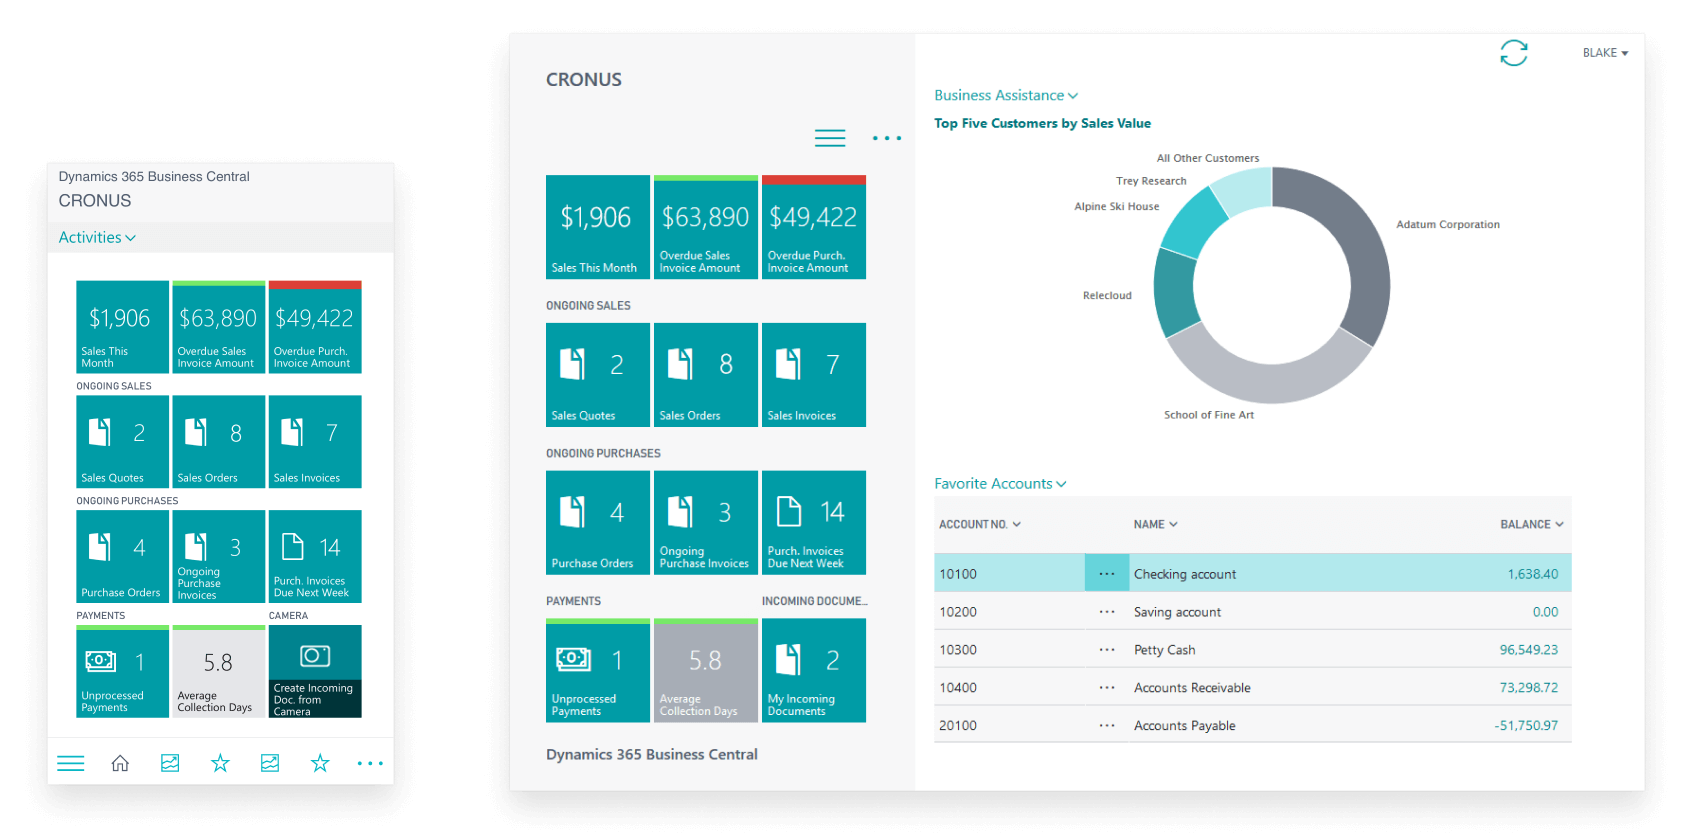 Dynamics 365 Business Central
CRONUS
Activities
$1,906
Sales This
Month
$63,890
Overdue Sales
Invoice Amount
$49,422
Overdue Purch.
Invoice Amount
ONGOING SALES
2
Sales Quotes
8
Sales Orders
7
Sales Invoices
ONGOING PURCHASES
4
Purchase Orders
3
Ongoing
Purchase
Invoices
14
Purch. Invoices
Due Next Week
PAYMENTS
1
Unprocessed
Payments
5.8
Average
Collection Days
CAMERA
Create Incoming
Doc. from
Camera
CRONUS
$1,906
Sales This Month
$63,890
Overdue Sales
Invoice Amount
$49,422
Overdue Purch.
Invoice Amount
ONGOING SALES
2
Sales Quotes
8
Sales Orders
7
Sales Invoices
ONGOING PURCHASES
4
Purchase Orders
3
Ongoing
Purchase Invoices
14
Purch. Invoices
Due Next Week
PAYMENTS
1
Unprocessed
Payments
5.8
Average
Collection Days
INCOMING DOCUME...
2
My Incoming
Documents
Dynamics 365 Business Central
BLAKE
Business Assistance
Top Five Customers by Sales Value
All Other Customers
Trey Research
Alpine Ski House
Adatum Corporation
Relecloud
School of Fine Art
Favorite Accounts
ACCOUNT NO. NAME BALANCE
10100 ... Checking account 1,638.40
10200 ... Saving account 0.00
10300 ... Petty Cash 96,549.23
10400 ... Accounts Receivable 73,298.72
20100 ... Accounts Payable -51,750.97